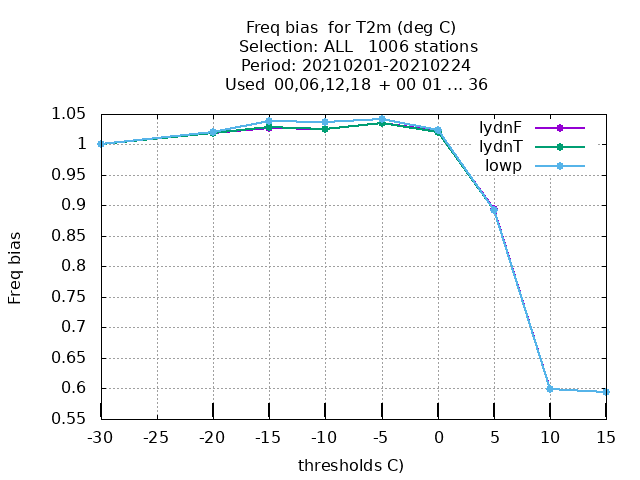 Freq bias  for T2m (deg C)
Selection: ALL   1006 stations
Period: 20210201-20210224
Used  00,06,12,18  + 00 01 ... 36
lydnF
lydnT
lowp
1.05
1
0.95
0.9
0.85
0.8
0.75
0.7
0.65
0.6
0.55
Freq bias
-30 -25 -20 -15 -10 -5 0 5 10 15
thresholds C)